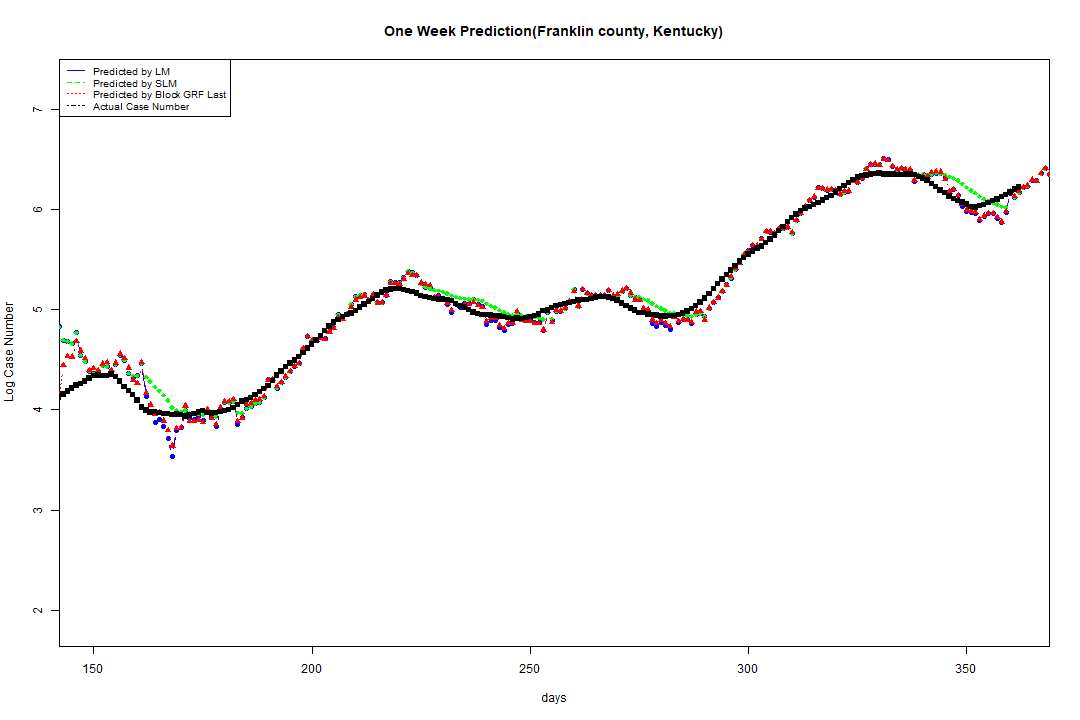 One Week Prediction(Franklin county, Kentucky)
Predicted by LM
Predicted by SLM
Predicted by Block GRF Last
Actual Case Number
7
6
5
4
3
2
Log Case Number
150 200 250 300 350
days